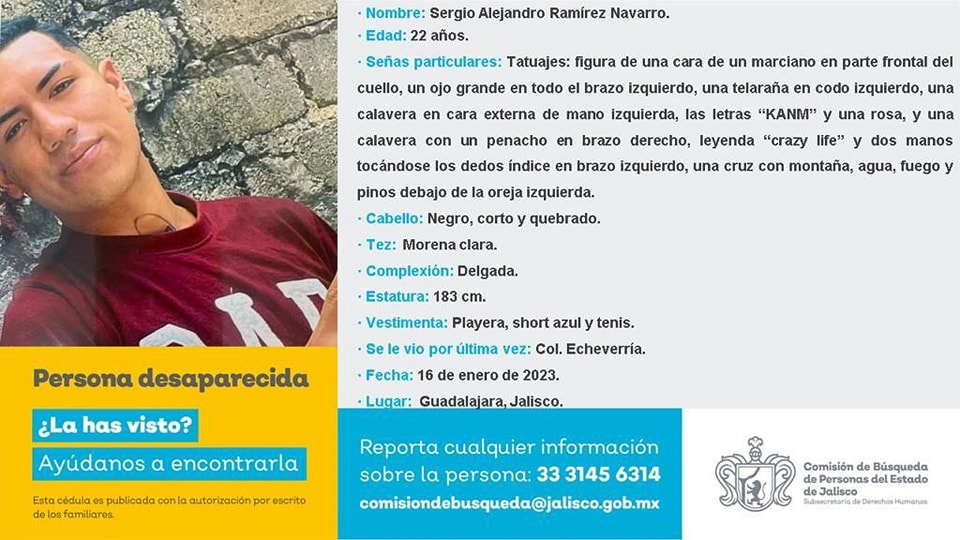 · Nombre: Sergio Alejandro Ramírez Navarro.
· Edad: 22 años.
· Señas particulares: Tatuajes: figura de una cara de un marciano en parte frontal del
cuello, un ojo grande en todo el brazo izquierdo, una telaraña en codo izquierdo, una
calavera en cara externa de mano izquierda, las letras “KANM” y una rosa, y una
calavera con un penacho en brazo derecho, leyenda “crazy life” y dos manos
tocándose los dedos índice en brazo izquierdo, una cruz con montaña, agua, fuego y
pinos debajo de la oreja izquierda.
· Cabello: Negro, corto y quebrado.
· Tez: Morena clara.
· Complexión: Delgada.
· Estatura: 183 cm.
· Vestimenta: Playera, short azul y tenis.
· Se le vio por última vez: Col. Echeverría.
· Fecha: 16 de enero de 2023.
· Lugar: Guadalajara, Jalisco.
Persona desaparecida
¿La has visto?
Ayúdanos a encontrarla
Esta cédula es publicada con la autorización por escrito
de los familiares.
Reporta cualquier información
sobre la persona: 33 3145 6314
comisiondebusqueda@jalisco.gob.mx
Comisión de Búsqueda
de Personas del Estado
de Jalisco
Subsecretaría de Derechos Humanos